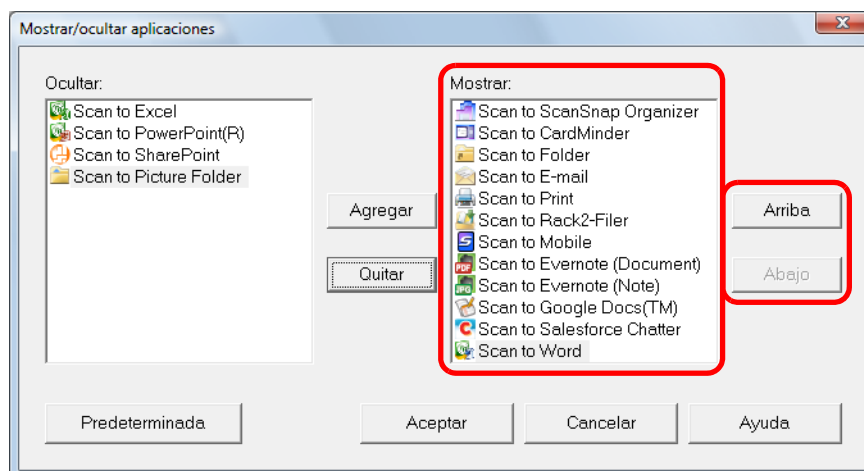 Mostrar/ocultar aplicaciones
Ocultar:
Scan to Excel
Scan to PowerPoint(R)
Scan to SharePoint
Scan to Picture Folder
Agregar
Quitar
Mostrar:
Scan to ScanSnap Organizer
Scan to CardMinder
Scan to Folder
Scan to E-mail
Scan to Print
Scan to Rack2-Filer
Scan to Mobile
Scan to Evernote (Document)
Scan to Evernote (Note)
Scan to Google Docs(TM)
Scan to Salesforce Chatter
Scan to Word
Arriba
Abajo
Predeterminada
Aceptar
Cancelar
Ayuda